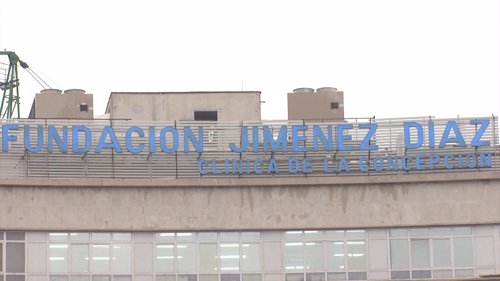 FUNDACION JIMENEZ DIAZ
CLINICA DE LA CONCEPCION